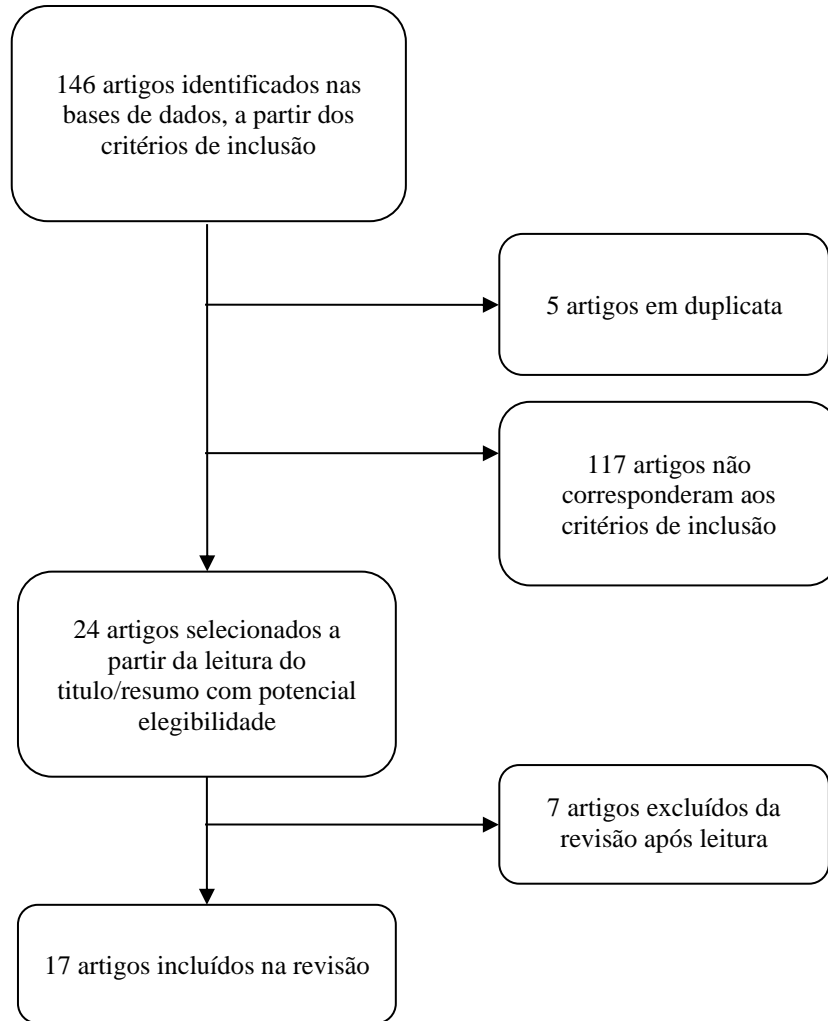 146 artigos identificados nas
bases de dados, a partir dos
critérios de inclusão
5 artigos em duplicata
117 artigos não
corresponderam aos
critérios de inclusão
24 artigos selecionados a
partir da leitura do
titulo/resumo com potencial
elegibilidade
7 artigos excluídos da
revisão após leitura
17 artigos incluídos na revisão